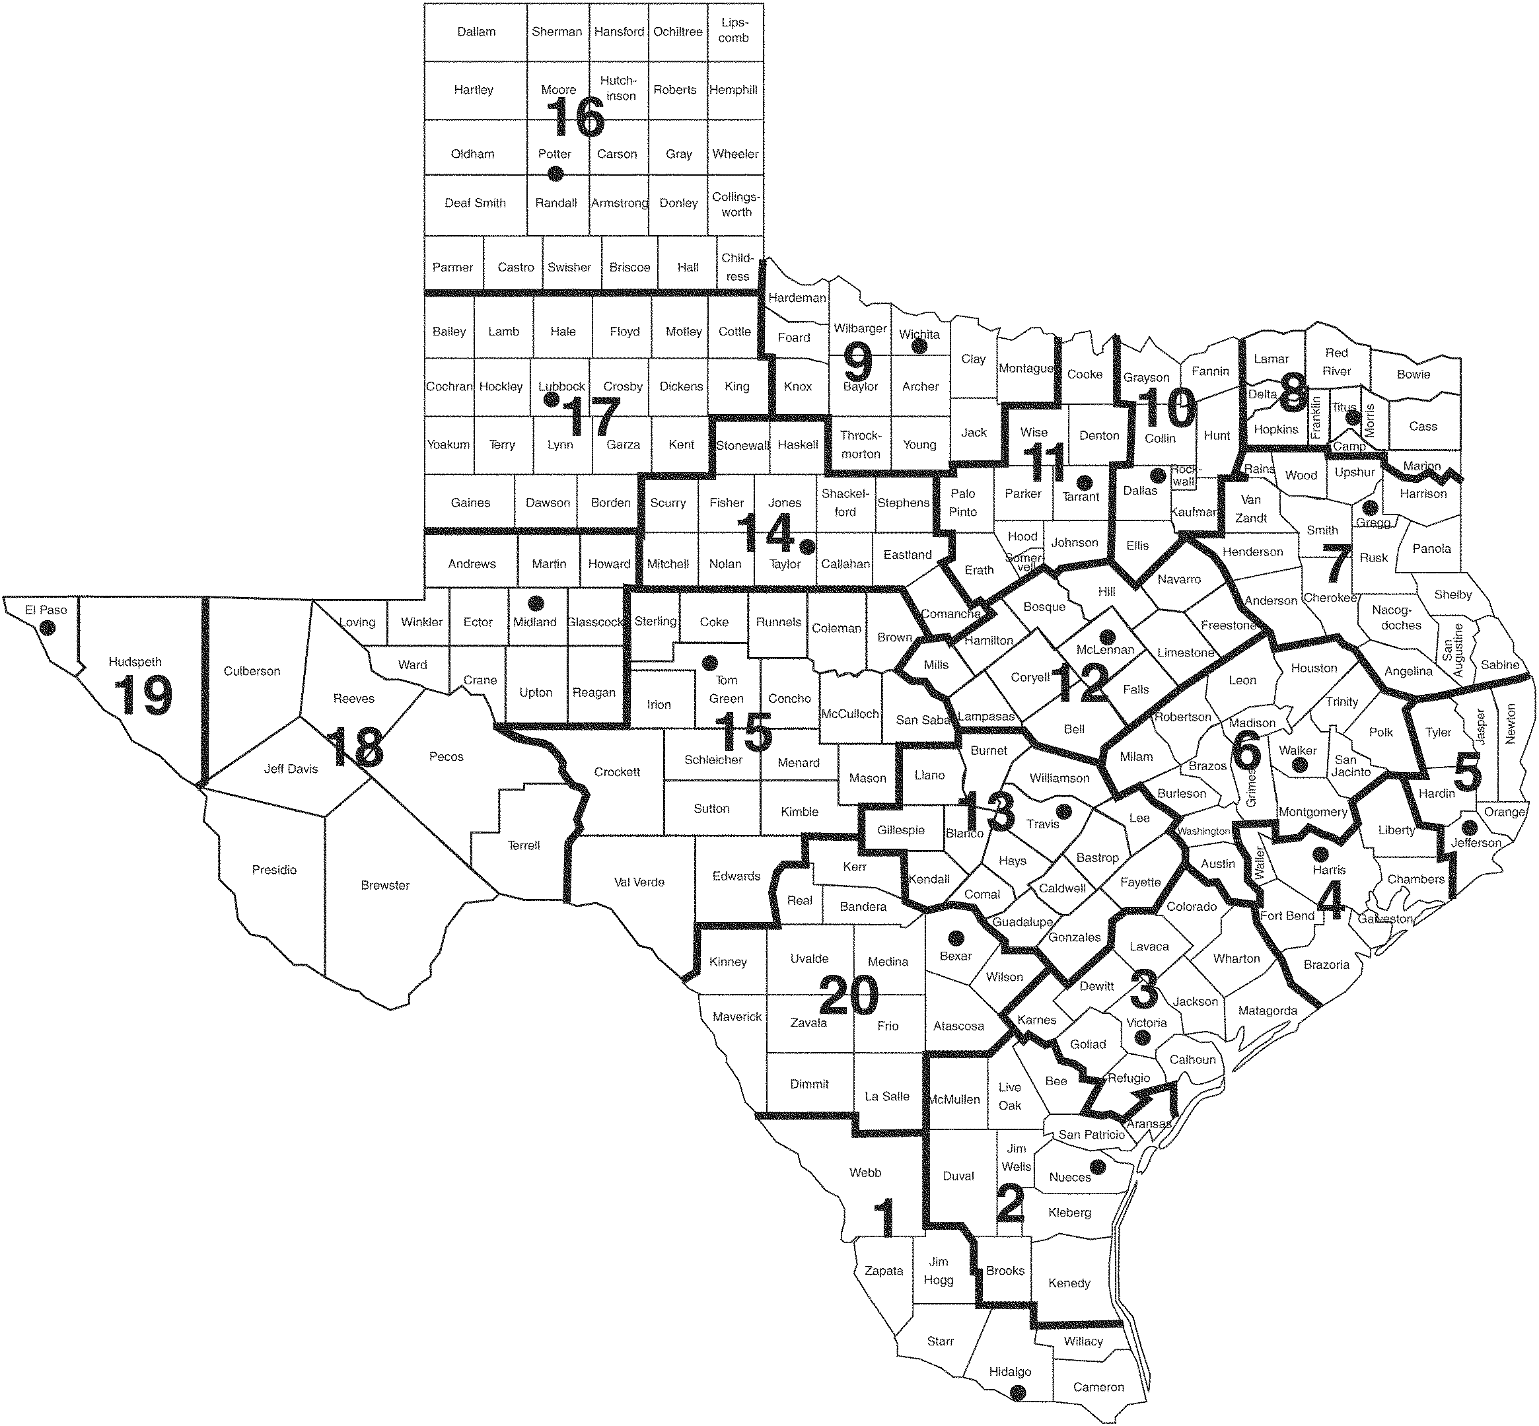 Dallam Sherman Hansford Ochiltree Lips-
comb
Hartley Moore Hutch- Roberts Hemphill
inson
16
Oldham Potter Carson Gray Wheeler
Deaf Smith Randall Armstrong Donley Collings-
worth
Parmer Castro Swisher Briscoe Hall Child-
ress
Hardeman
Bailey Lamb Hale Floyd Motley Cottle Foard Wilbarger Wichita
9
Clay Montague Cooke Grayson Fannin Lamar Red
River Bowie
Cochran Hockley Lubbock Crosby Dickens King Knox Baylor Archer
17
10
8
Delta Hopkins Franklin Titus Morris Cass
Camp
Yoakum Terry Lynn Garza Kent Stonewall Haskell Throck-
morton Young Jack Wise Denton Collin Hunt
11
Rains Wood Upshur Marion
Harrison
Gaines Dawson Borden Scurry Fisher Jones Shackel-
ford Stephens Palo
Pinto Parker Tarrant Dallas Rock-
wall Kaufman Van
Zandt Smith Gregg
14
Hood Johnson Ellis Henderson Rusk Panola
7
Andrews Martin Howard Mitchell Nolan Taylor Callahan Eastland Erath Somer-
vell
Hill Navarro Anderson Cherokee Shelby
El Paso Loving Winkler Ector Midland Glasscock Sterling Coke Runnels Coleman Brown Comanche Bosque Freestone Nacog-
doches San
Augustine Sabine
Hamilton McLennan Limestone
Hudspeth Culberson Ward Crane Upton Reagan Mills Coryell Falls Leon Houston Angelina
19
Reeves Irion Tom
Green Concho McCulloch San Saba Lampasas 12 Bell Robertson Madison Trinity Polk Tyler Jasper Newton
18
15
Jeff Davis Pecos Crockett Schleicher Menard Mason Llano Burnet Williamson Milam Brazos 6 Grimes Walker San
Jacinto 5
Hardin
Sutton Kimble Gillespie Blanco 13 Travis Lee Burleson Washington Montgomery Liberty Orange
Jefferson
Presidio Brewster Terrell Val Verde Edwards Kerr Kendall Hays Bastrop Austin Waller Harris Chambers
4
Real Bandera Comal Caldwell Fayette Colorado Fort Bend Galveston
Guadalupe Gonzales
Kinney Uvalde Medina Bexar Wilson Lavaca Wharton Brazoria
20
Dewitt 3 Jackson Matagorda
Maverick Zavala Frio Atascosa Karnes Victoria
Goliad Calhoun
Dimmit La Salle McMullen Live
Oak Bee Refugio
Aransas
San Patricio
Webb Duval Jim
Wells Nueces
1
2
Kleberg
Zapata Jim
Hogg Brooks Kenedy
Starr Hidalgo Willacy
Cameron